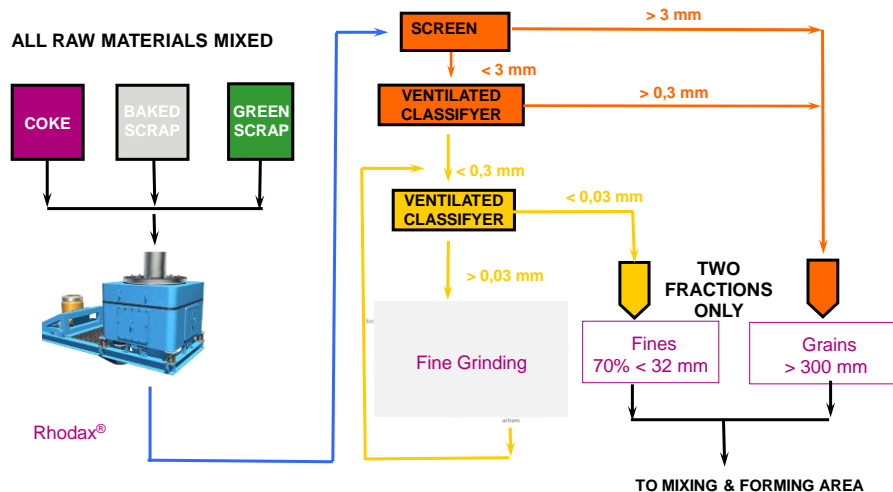 ALL RAW MATERIALS MIXED
COKE
BAKED
SCRAP
GREEN
SCRAP
Rhodax®
SCREEN
> 3 mm
< 3 mm
VENTILATED
CLASSIFYER
> 0,3 mm
< 0,3 mm
VENTILATED
CLASSIFYER
< 0,03 mm
> 0,03 mm
Fine Grinding
actions
TWO
FRACTIONS
ONLY
Fines
70% < 32 mm
Grains
> 300 mm
TO MIXING & FORMING AREA